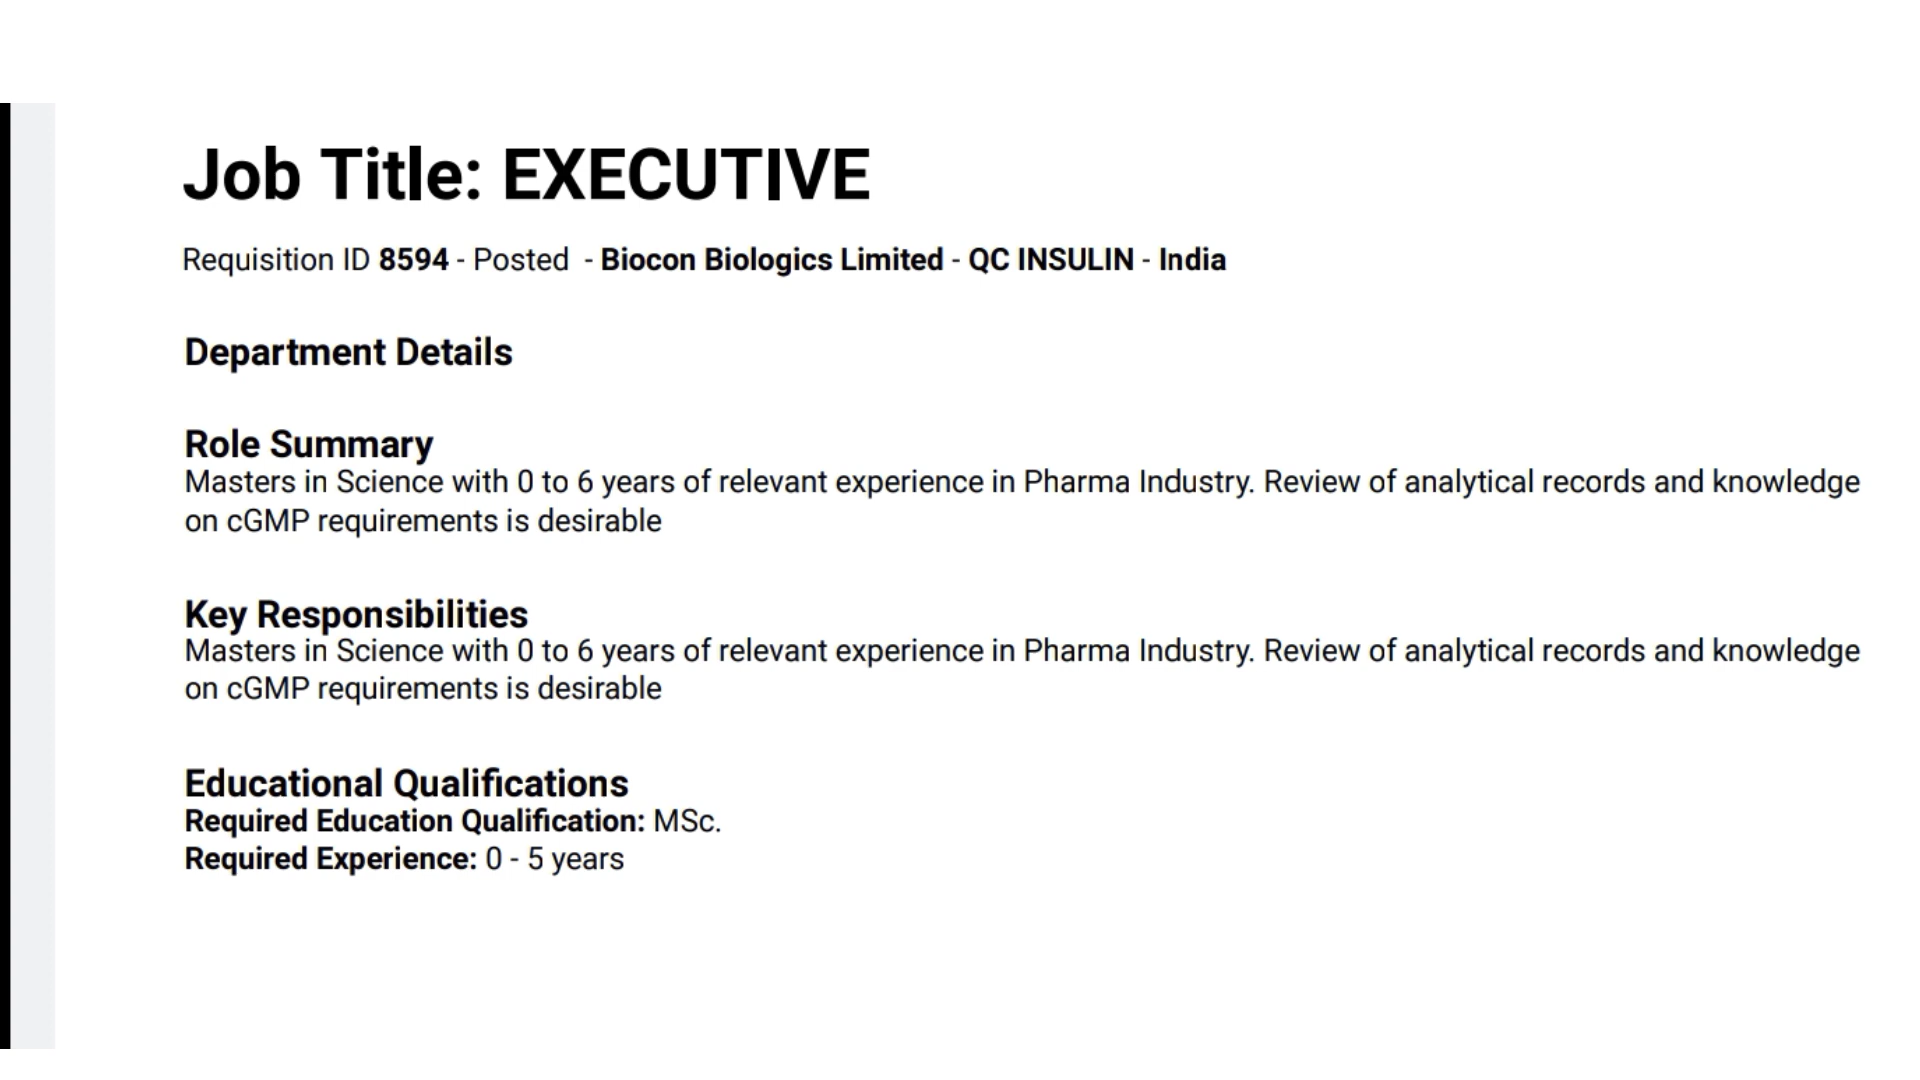 Job Title: EXECUTIVE
Requisition ID 8594 - Posted - Biocon Biologics Limited - QC INSULIN - India
Department Details
Role Summary
Masters in Science with 0 to 6 years of relevant experience in Pharma Industry. Review of analytical records and knowledge
on cGMP requirements is desirable
Key Responsibilities
Masters in Science with 0 to 6 years of relevant experience in Pharma Industry. Review of analytical records and knowledge
on cGMP requirements is desirable
Educational Qualifications
Required Education Qualification: MSc.
Required Experience: 0 - 5 years